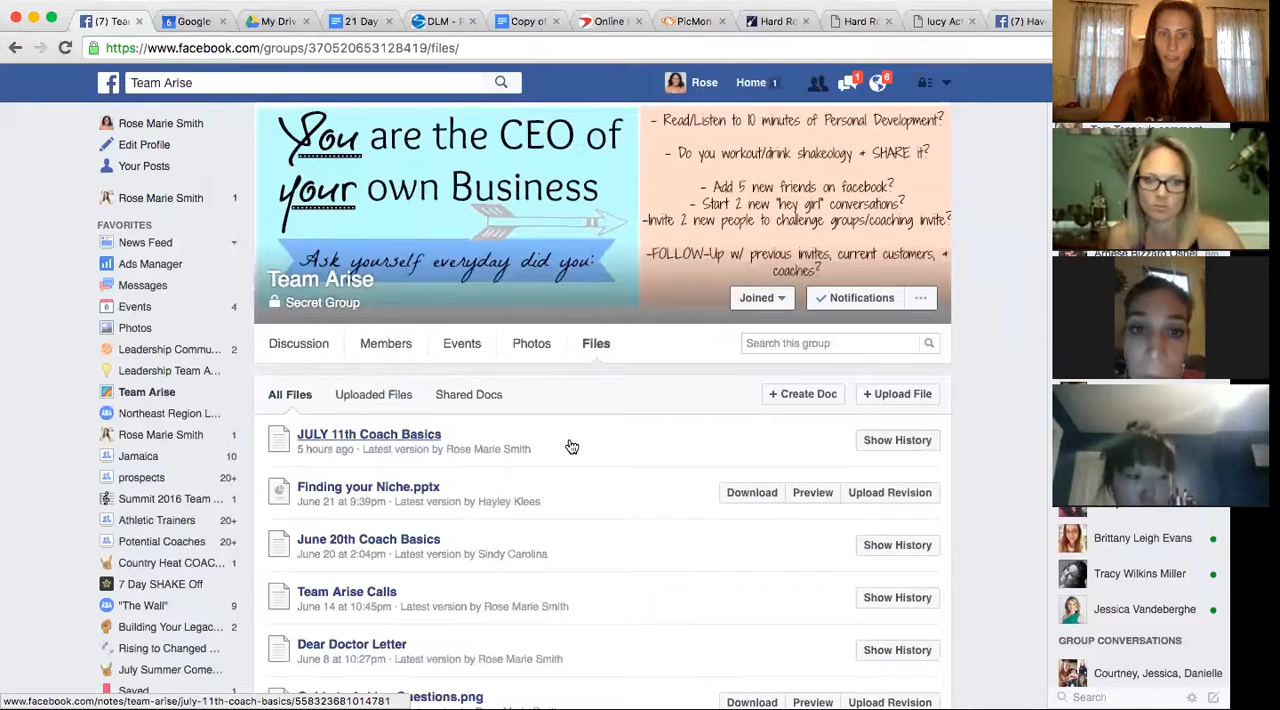 (7) Tea
Google
My Driv
21 Day
DLM - R
Copy of
Online I
PicMon
Hard Ro
Hard Ro
lucy Act
(7) Hav
https://www.facebook.com/groups/370520653128419/files/
Team Arise
Rose
Home 1
1
6
Rose Marie Smith
Edit Profile
Your Posts
Rose Marie Smith 1
FAVORITES
News Feed
Ads Manager
Messages
Events 4
Photos
Leadership Commu... 2
Leadership Team A...
Team Arise
Northeast Region L...
Rose Marie Smith 1
Jamaica 10
prospects 20+
Summit 2016 Team ... 1
Athletic Trainers 20+
Potential Coaches 20+
Country Heat COAC... 1
7 Day SHAKE Off
"The Wall" 9
Building Your Legac... 2
Rising to Changed ...
July Summer Come...
Saved 1
You are the CEO of
your own Business
Ask yourself everyday did you:
- Read/Listen to 10 minutes of Personal Development?
- Do you workout/drink shakeology & SHARE it?
- Add 5 new friends on facebook?
- Start 2 new "hey girl" conversations?
-Invite 2 new people to challenge groups/coaching invite?
-FOLLOW-Up w/ previous invites, current customers, &
coaches?
Team Arise
Secret Group
Joined
Notifications
...
Discussion
Members
Events
Photos
Files
Search this group
All Files
Uploaded Files
Shared Docs
+ Create Doc
+ Upload File
JULY 11th Coach Basics
5 hours ago · Latest version by Rose Marie Smith
Show History
Finding your Niche.pptx
June 21 at 9:39pm · Latest version by Hayley Klees
Download
Preview
Upload Revision
June 20th Coach Basics
June 20 at 2:04pm · Latest version by Sindy Carolina
Show History
Team Arise Calls
June 14 at 10:45pm · Latest version by Rose Marie Smith
Show History
Dear Doctor Letter
June 8 at 10:27pm · Latest version by Rose Marie Smith
Show History
Questions.png
Download
Preview
Upload Revision
Brittany Leigh Evans
Tracy Wilkins Miller
Jessica Vandeberghe
GROUP CONVERSATIONS
Courtney, Jessica, Danielle
Search
www.facebook.com/notes/team-arise/july-11th-coach-basics/558323681014781